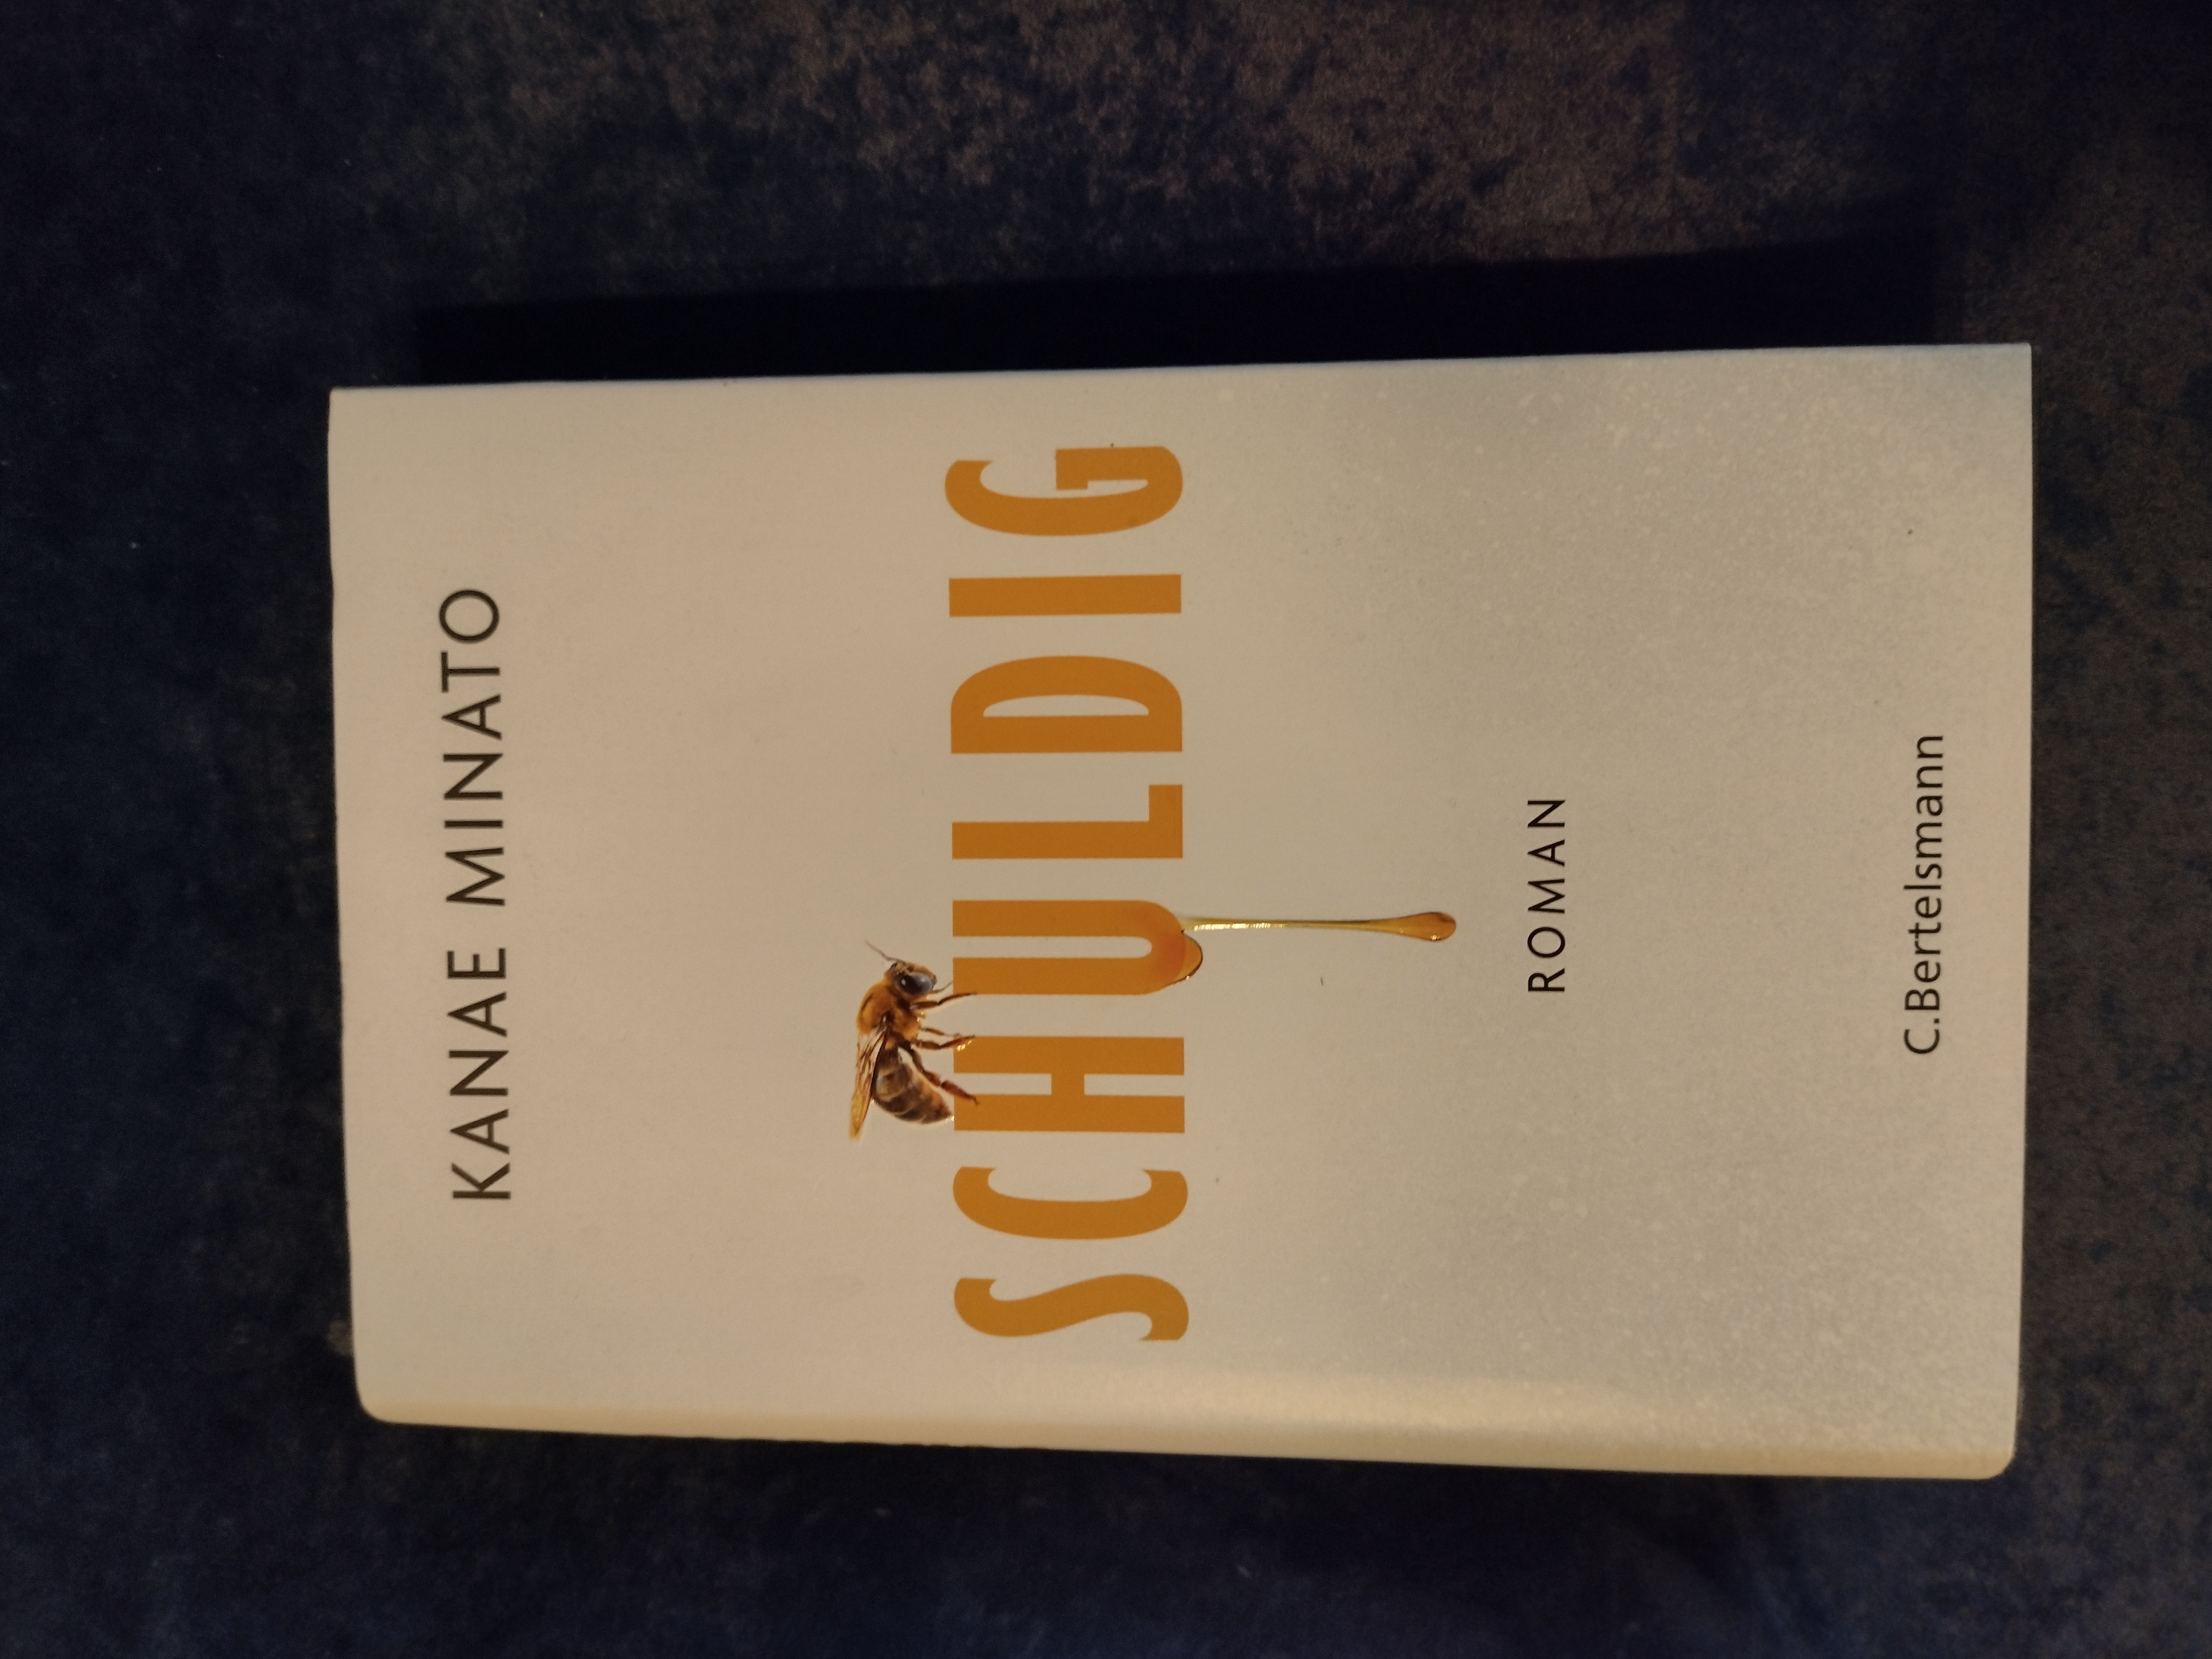 KANAE MINATO
SCHULDIG
ROMAN
C.Bertelsmann